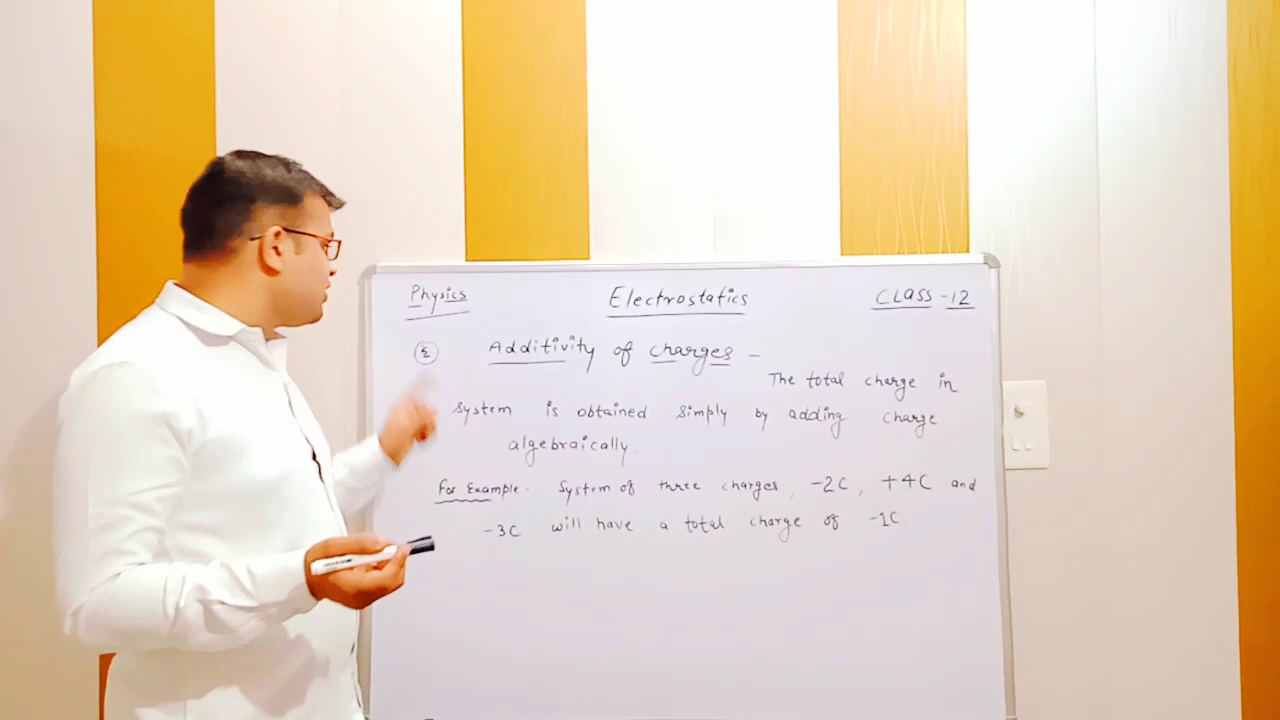 Physics Electrostatics CLASS-12
Additivity of charges -
The total charge in
system is obtained simply by adding charge
algebraically.
For Example- System of three charges, -2C, +4C and
-3C will have a total charge of -1C.